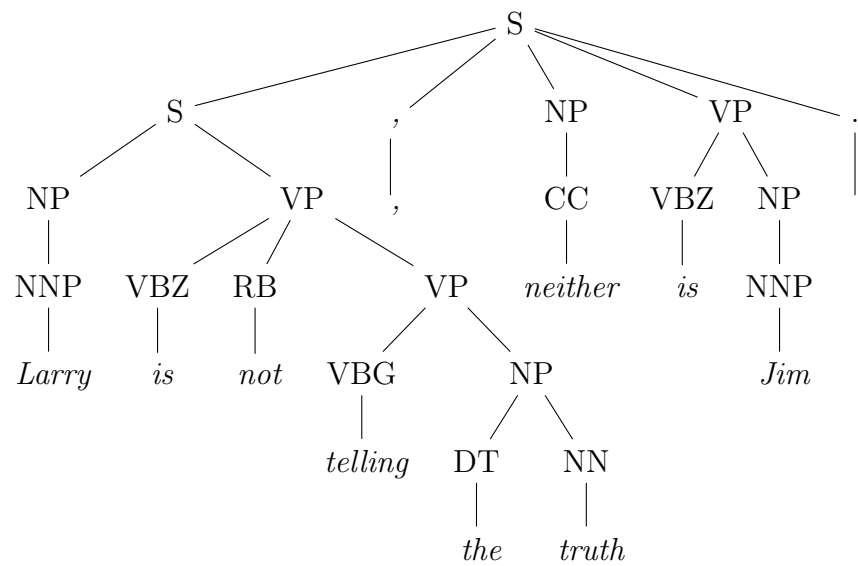 S
S , NP VP .
NP VP , CC VBZ NP
NNP VBZ RB VP neither is NNP
Larry is not VBG NP Jim
telling DT NN
the truth